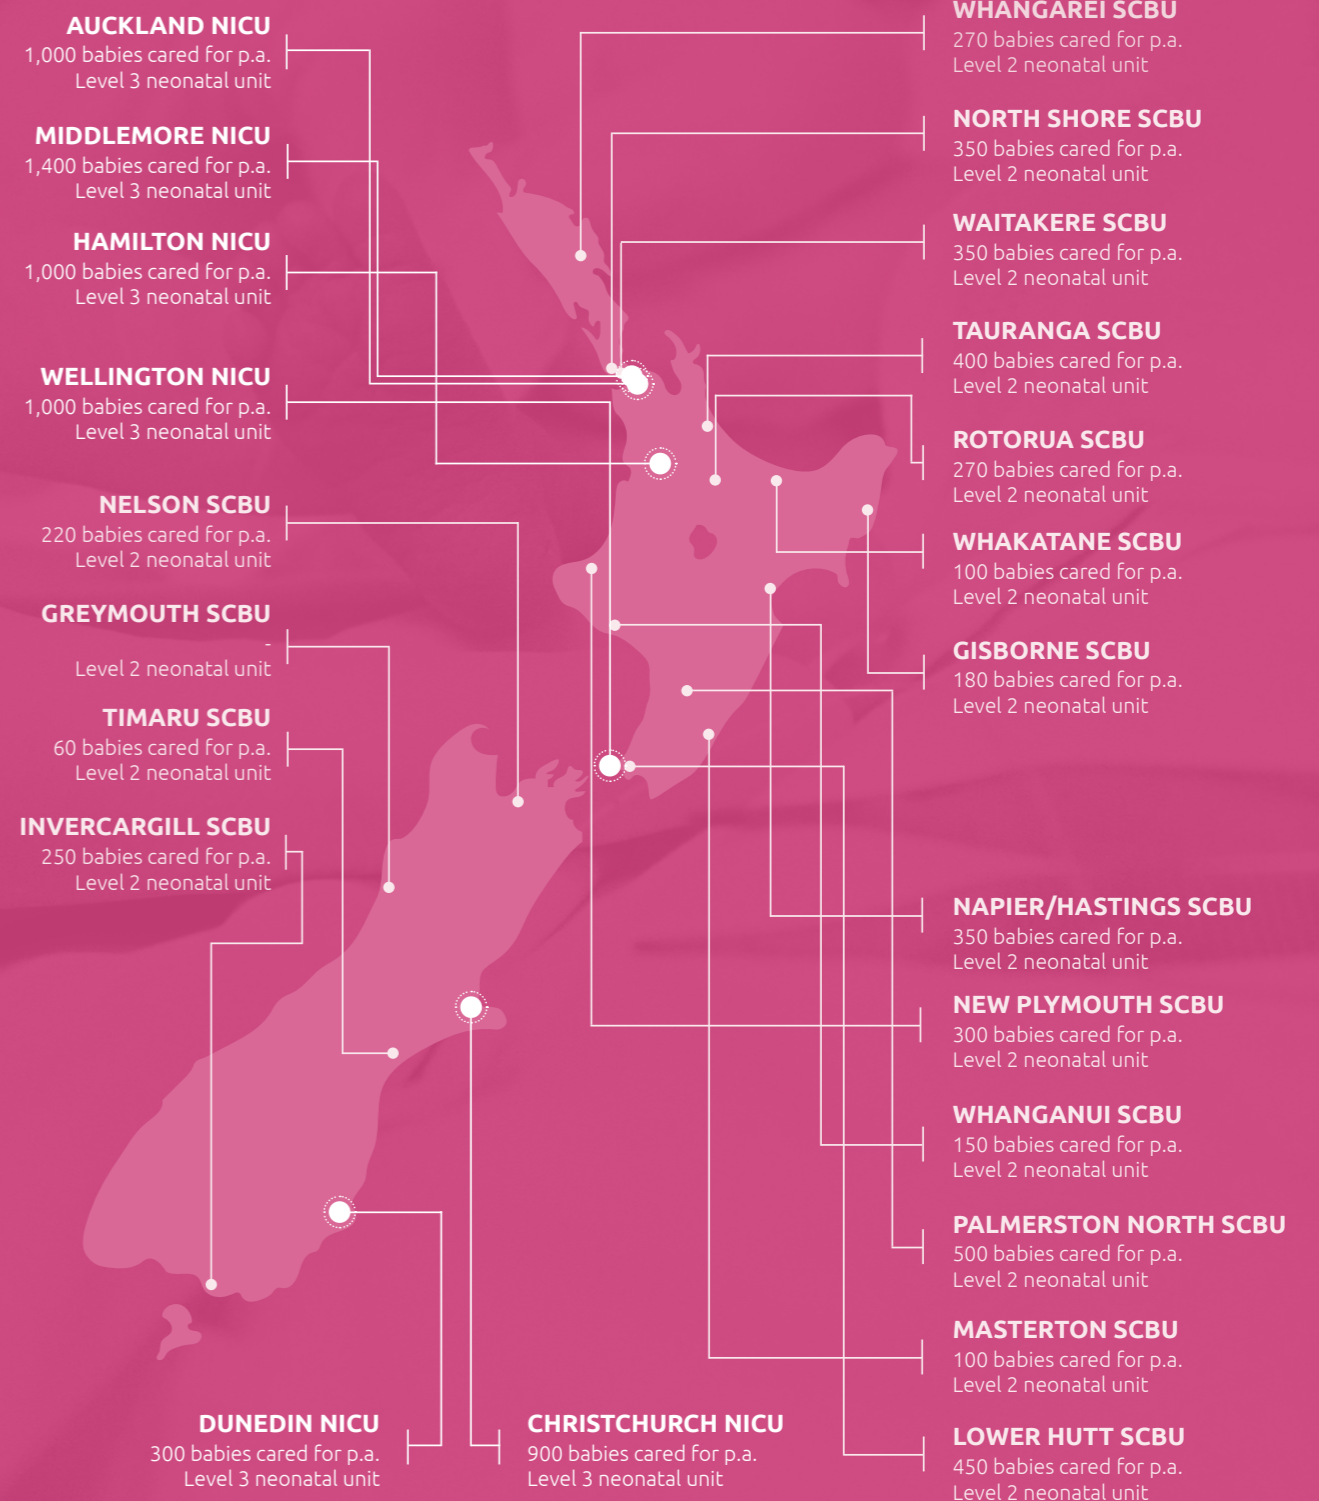 AUCKLAND NICU
1,000 babies cared for p.a.
Level 3 neonatal unit
MIDDLEMORE NICU
1,400 babies cared for p.a.
Level 3 neonatal unit
HAMILTON NICU
1,000 babies cared for p.a.
Level 3 neonatal unit
WELLINGTON NICU
1,000 babies cared for p.a.
Level 3 neonatal unit
NELSON SCBU
220 babies cared for p.a.
Level 2 neonatal unit
GREYMOUTH SCBU
-
Level 2 neonatal unit
TIMARU SCBU
60 babies cared for p.a.
Level 2 neonatal unit
INVERCARGILL SCBU
250 babies cared for p.a.
Level 2 neonatal unit
DUNEDIN NICU
300 babies cared for p.a.
Level 3 neonatal unit
CHRISTCHURCH NICU
900 babies cared for p.a.
Level 3 neonatal unit
WHANGAREI SCBU
270 babies cared for p.a.
Level 2 neonatal unit
NORTH SHORE SCBU
350 babies cared for p.a.
Level 2 neonatal unit
WAITAKERE SCBU
350 babies cared for p.a.
Level 2 neonatal unit
TAURANGA SCBU
400 babies cared for p.a.
Level 2 neonatal unit
ROTORUA SCBU
270 babies cared for p.a.
Level 2 neonatal unit
WHAKATANE SCBU
100 babies cared for p.a.
Level 2 neonatal unit
GISBORNE SCBU
180 babies cared for p.a.
Level 2 neonatal unit
NAPIER/HASTINGS SCBU
350 babies cared for p.a.
Level 2 neonatal unit
NEW PLYMOUTH SCBU
300 babies cared for p.a.
Level 2 neonatal unit
WHANGANUI SCBU
150 babies cared for p.a.
Level 2 neonatal unit
PALMERSTON NORTH SCBU
500 babies cared for p.a.
Level 2 neonatal unit
MASTERTON SCBU
100 babies cared for p.a.
Level 2 neonatal unit
LOWER HUTT SCBU
450 babies cared for p.a.
Level 2 neonatal unit